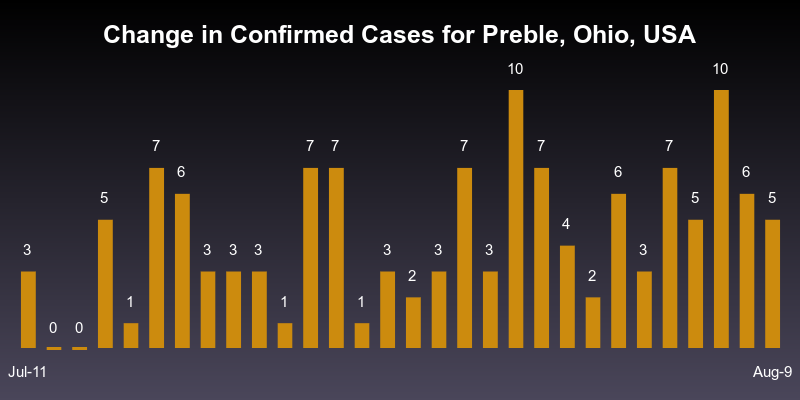 Change in Confirmed Cases for Preble, Ohio, USA
3 0 0 5 1 7 6 3 3 3 1 7 7 1 3 2 3 7 3 10 7 4 2 6 3 7 5 10 6 5
Jul-11 Aug-9